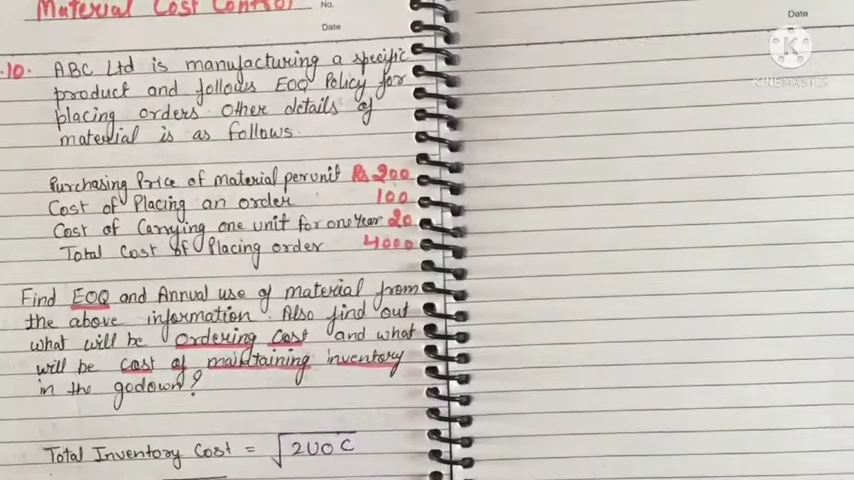 Material Cost Control
No.
Date
Date
K
KINEMASTER
.10. ABC Ltd is manufacturing a specific
product and follows EOQ Policy for
placing orders. Other details of
material is as follows.
Purchasing Price of Material per unit Rs 200
Cost of Placing an order 100
Cost of Carrying one unit for one year 20
Total Cost of Placing order 4000
Find EOQ and Annual use of material from
the above information. Also find out
what will be Ordering Cost and what
will be cost of maintaining inventory
in the godown?
Total Inventory Cost = √2UOC